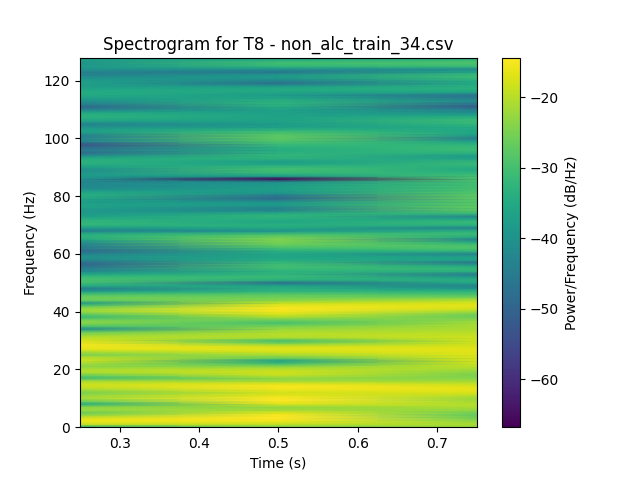 Spectrogram for T8 - non_alc_train_34.csv
120
100
80
60
40
20
0
Frequency (Hz)
0.3 0.4 0.5 0.6 0.7
Time (s)
−20
−30
−40
−50
−60
Power/Frequency (dB/Hz)